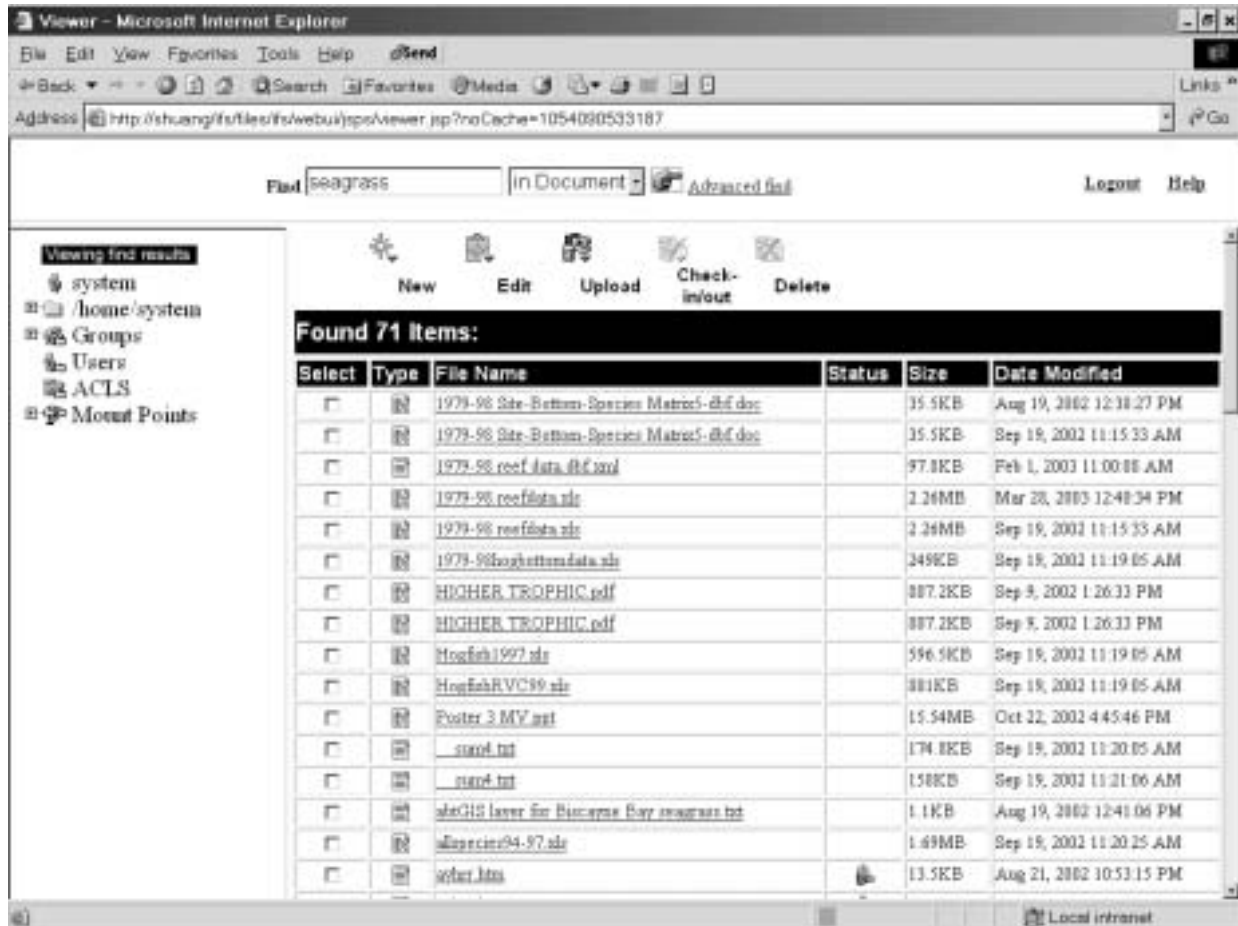 Viewer - Microsoft Internet Explorer
File Edit View Favorites Tools Help Send
Back Search Favorites Media Links »
Address http://shuang/ifs/files/ifs/webui/jsps/viewer.jsp?noCache=1054090533187 Go
Find seagrass in Document Advanced find Logout Help
Viewing find results
system
/home/system
Groups
Users
ACLS
Mount Points
New Edit Upload Check-in/out Delete
Found 71 Items:
Select Type File Name Status Size Date Modified
1979-98 Site-Bottom-Species Matrix5-dbf.doc 35.5KB Aug 19, 2002 12:38:27 PM
1979-98 Site-Bottom-Species Matrix5-dbf.doc 35.5KB Sep 19, 2002 11:15:33 AM
1979-98 reef data.dbf.xml 97.8KB Feb 1, 2003 11:00:08 AM
1979-98 reefdata.xls 2.26MB Mar 28, 2003 12:40:34 PM
1979-98 reefdata.xls 2.26MB Sep 19, 2002 11:15:33 AM
1979-98hogbottomdata.xls 249KB Sep 19, 2002 11:19:05 AM
HIGHER TROPHIC.pdf 887.2KB Sep 9, 2002 1:26:33 PM
HIGHER TROPHIC.pdf 887.2KB Sep 9, 2002 1:26:33 PM
Hogfish1997.xls 596.5KB Sep 19, 2002 11:19:05 AM
HogfishRVC99.xls 881KB Sep 19, 2002 11:19:05 AM
Poster 3 MV.ppt 15.54MB Oct 22, 2002 4:45:46 PM
__sum4.txt 174.8KB Sep 19, 2002 11:20:05 AM
__sum4.txt 158KB Sep 19, 2002 11:21:06 AM
GIS layer for Biscayne Bay seagrass.txt 1.1KB Aug 19, 2002 12:41:06 PM
allspecies94-97.xls 1.69MB Sep 19, 2002 11:20:25 AM
13.5KB Aug 21, 2002 10:53:15 PM
Local intranet